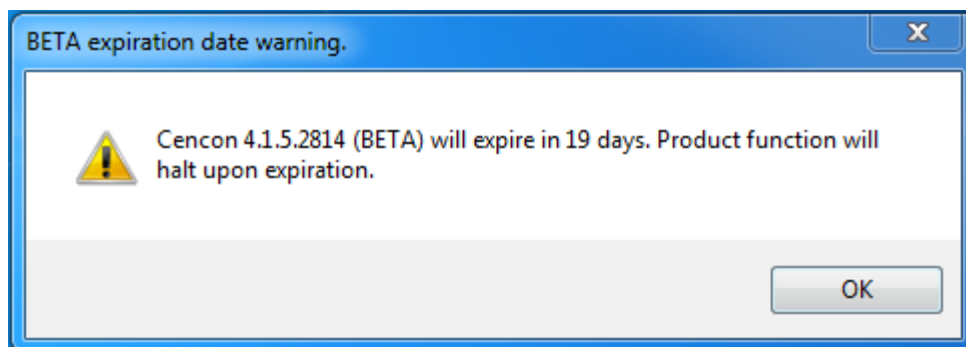 BETA expiration date warning.
Cencon 4.1.5.2814 (BETA) will expire in 19 days. Product function will
halt upon expiration.
OK